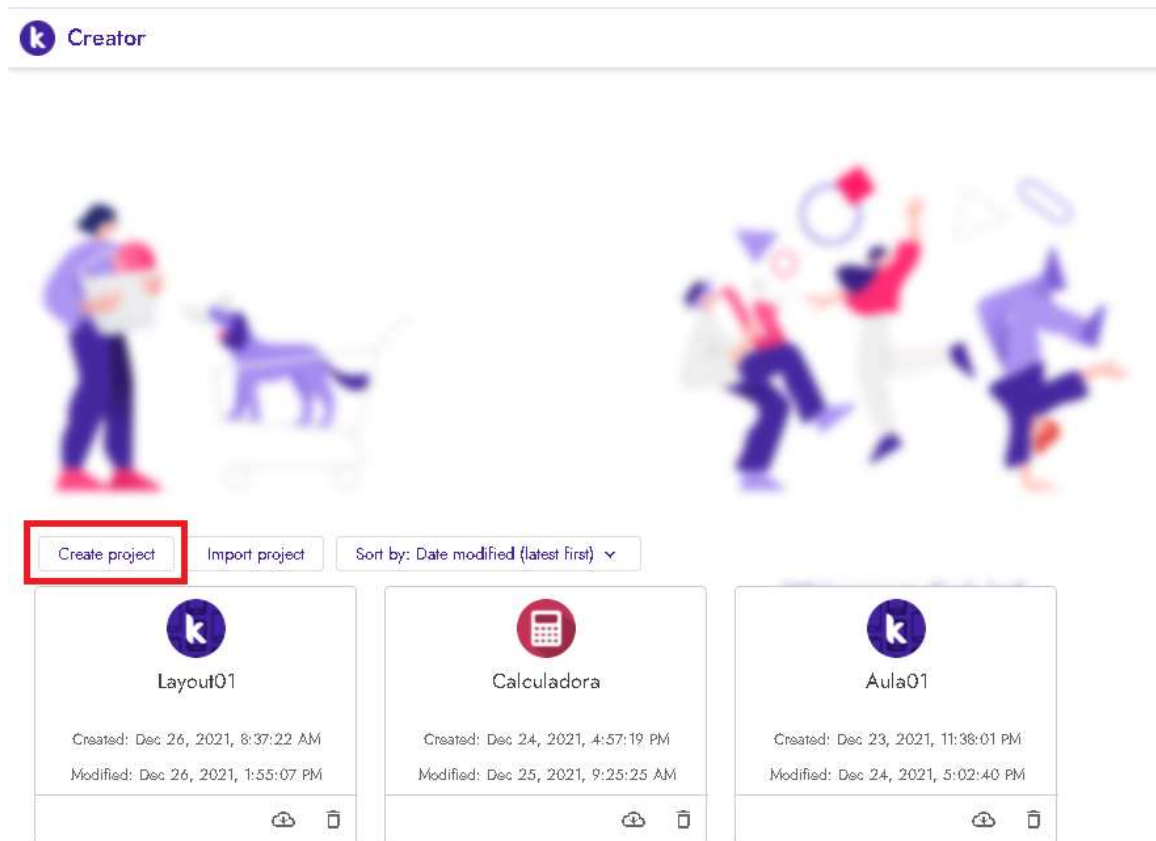 k Creator
Create project Import project Sort by: Date modified (latest first)
k
Layout01 Calculadora Aula01
Created: Dec 26, 2021, 8:37:22 AM Created: Dec 24, 2021, 4:57:19 PM Created: Dec 23, 2021, 11:38:01 PM
Modified: Dec 26, 2021, 1:55:07 PM Modified: Dec 25, 2021, 9:25:25 AM Modified: Dec 24, 2021, 5:02:40 PM